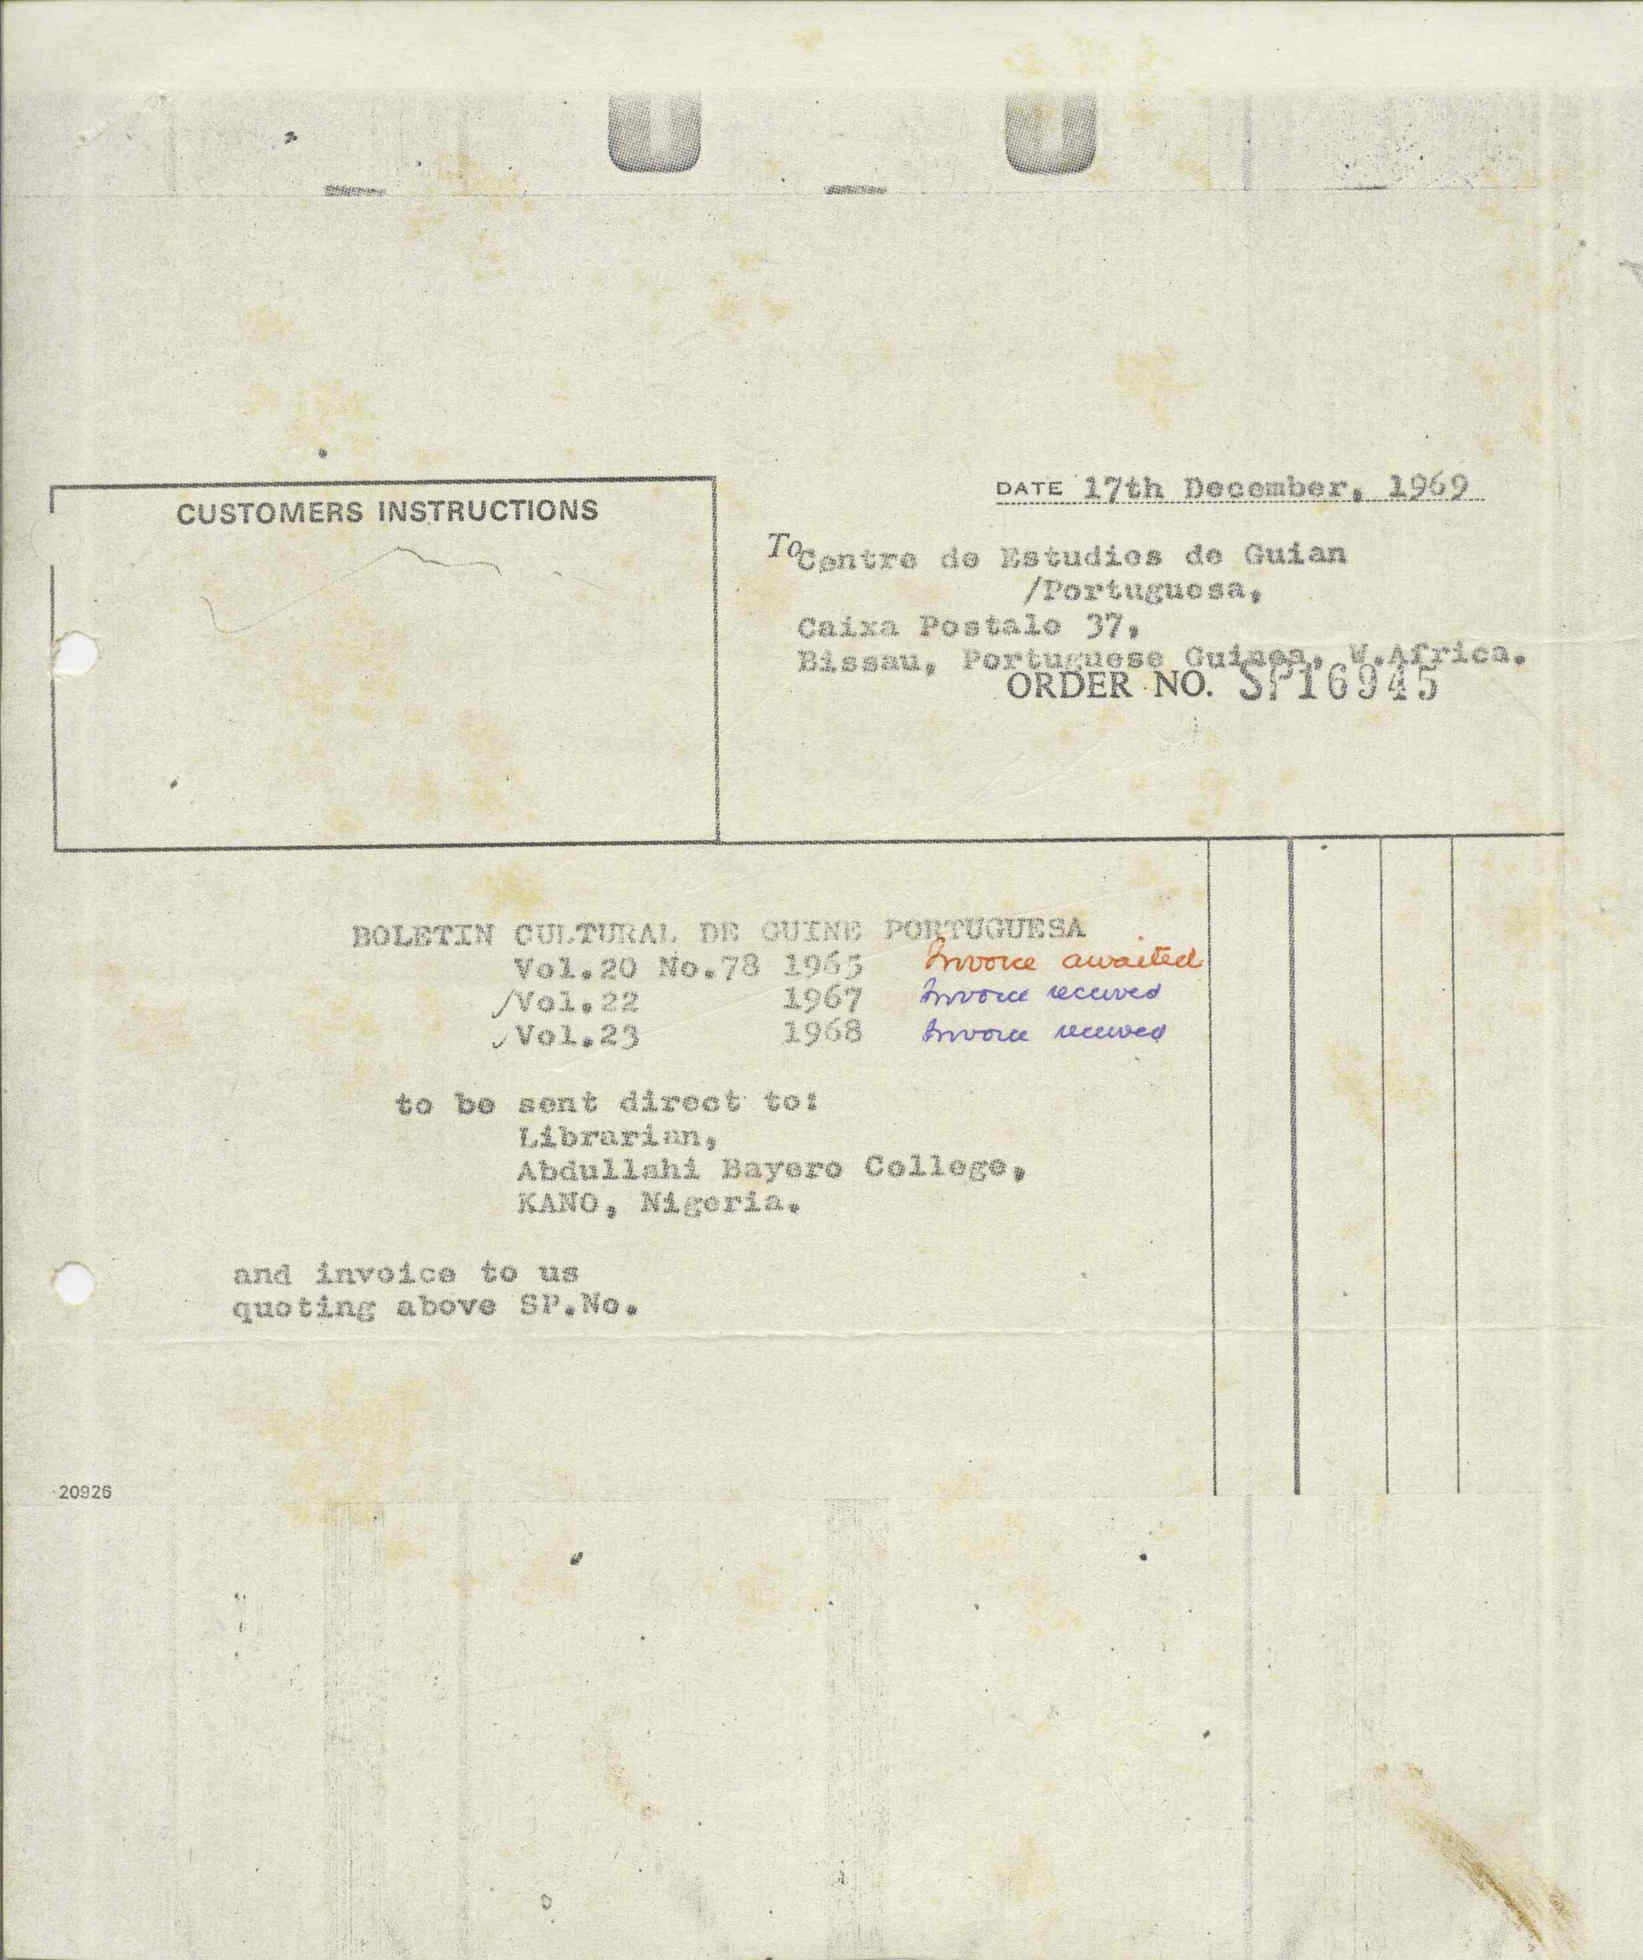 CUSTOMERS INSTRUCTIONS
DATE 17th December, 1969
To Centre de Estudios de Guian
/Portuguesa,
Caixa Postalo 37,
Bissau, Portuguese Guinea, W.Africa.
ORDER NO. SP16945
BOLETIN CULTURAL DE GUINE PORTUGUESA
Vol.20 No.78 1965 Invoice awaited
/Vol.22 1967 Invoice received
/Vol.23 1968 Invoice received
to be sent direct to:
Librarian,
Abdullahi Bayero College,
KANO, Nigeria.
and invoice to us
quoting above SP.No.
20926